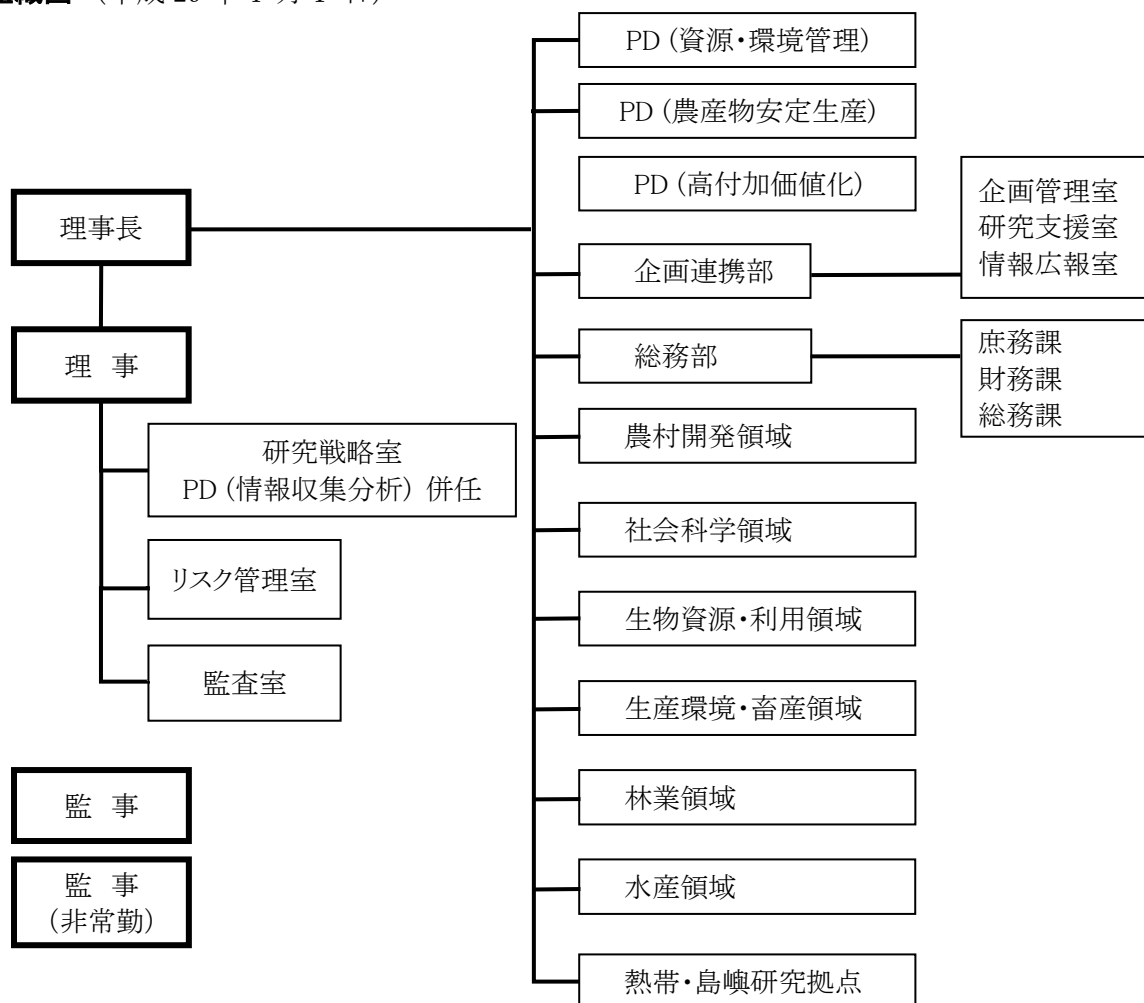 PD（資源・環境管理）
PD（農産物安定生産）
PD（高付加価値化）
企画管理室
研究支援室
情報広報室
理事長
企画連携部
理　事
総務部
庶務課
財務課
総務課
研究戦略室
PD（情報収集分析）併任
農村開発領域
社会科学領域
リスク管理室
生物資源・利用領域
監査室
生産環境・畜産領域
監　事
林業領域
監　事
（非常勤）
水産領域
熱帯・島嶼研究拠点